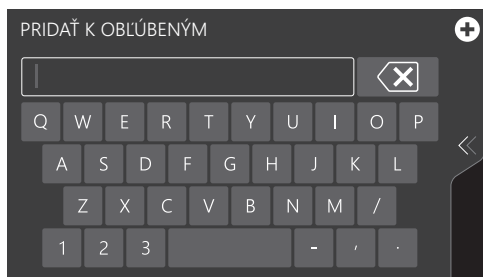 PRIDAŤ K OBĽÚBENÝM
Q W E R T Y U I O P
A S D F G H J K L
Z X C V B N M /
1 2 3 - , .